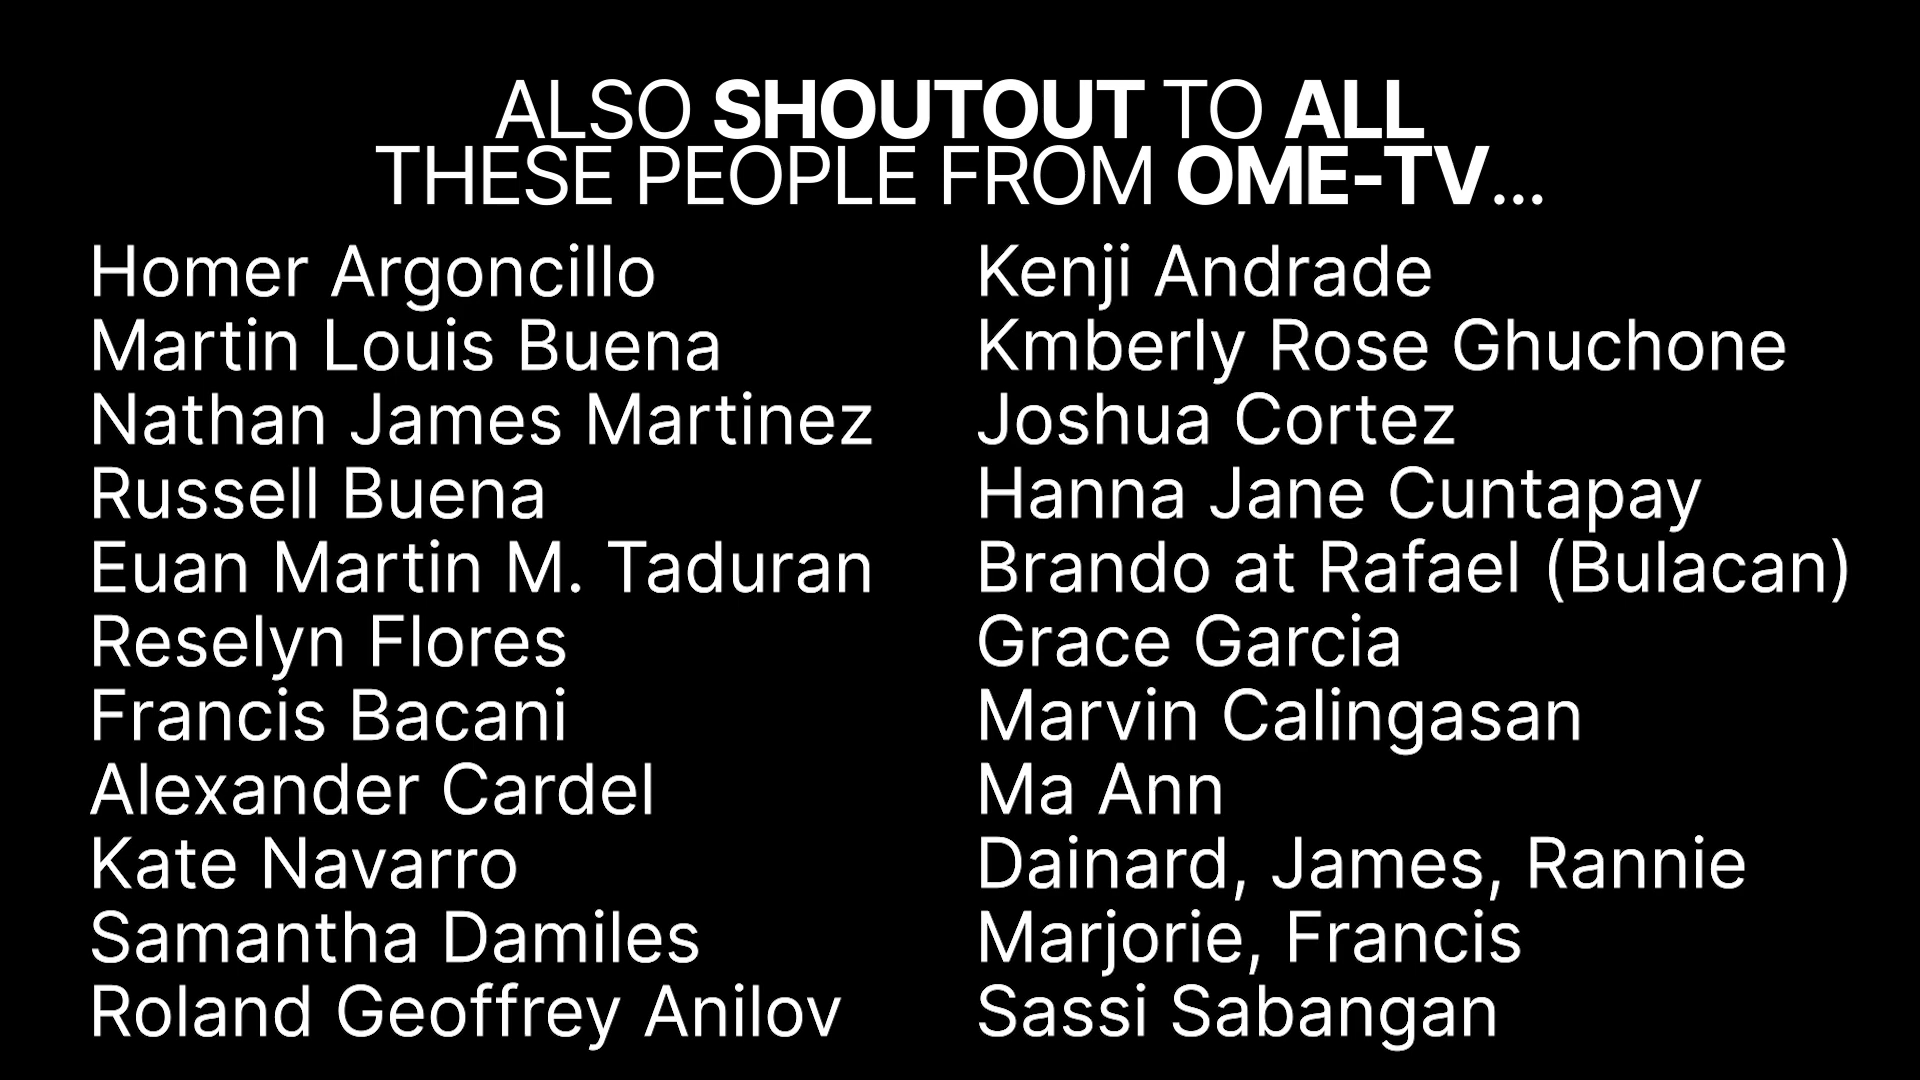 ALSO SHOUTOUT TO ALL
THESE PEOPLE FROM OME-TV...
Homer Argoncillo
Martin Louis Buena
Nathan James Martinez
Russell Buena
Euan Martin M. Taduran
Reselyn Flores
Francis Bacani
Alexander Cardel
Kate Navarro
Samantha Damiles
Roland Geoffrey Anilov
Kenji Andrade
Kmberly Rose Ghuchone
Joshua Cortez
Hanna Jane Cuntapay
Brando at Rafael (Bulacan)
Grace Garcia
Marvin Calingasan
Ma Ann
Dainard, James, Rannie
Marjorie, Francis
Sassi Sabangan